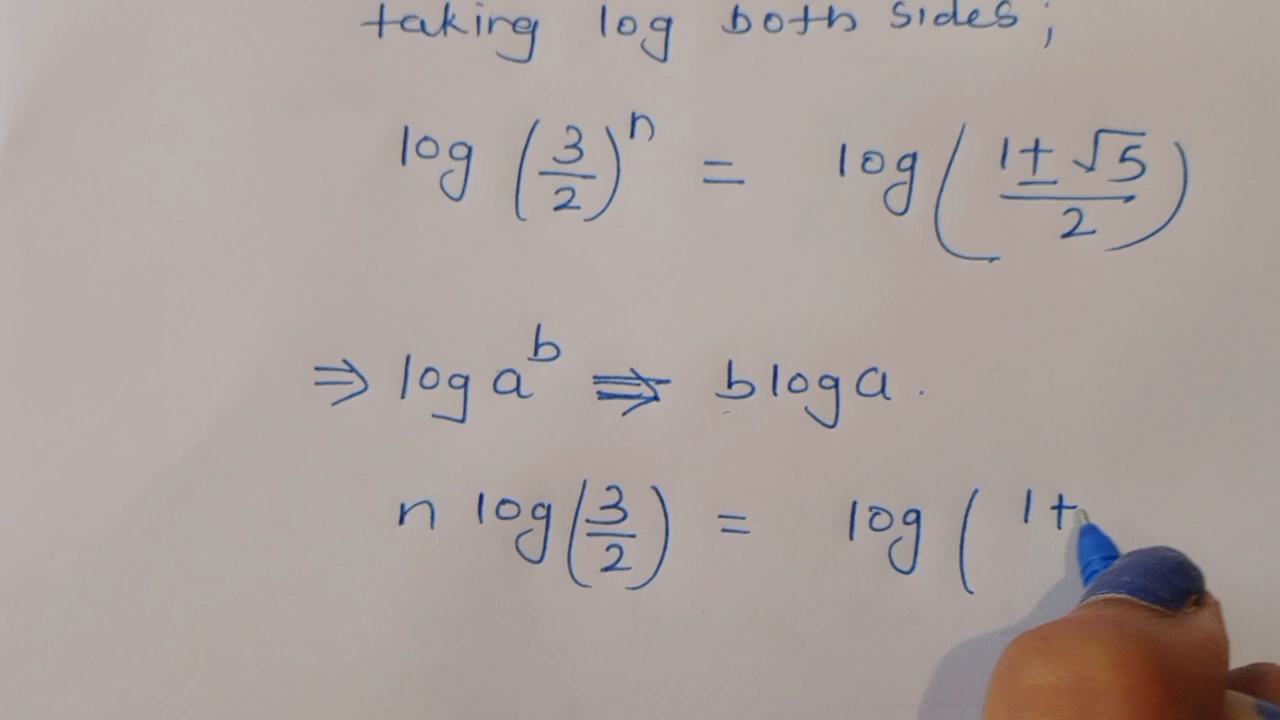 taking log both sides;
log (3/2)^n = log(1±√5/2)
⇒ log a^b ⇒ b log a.
n log(3/2) = log ( 1+